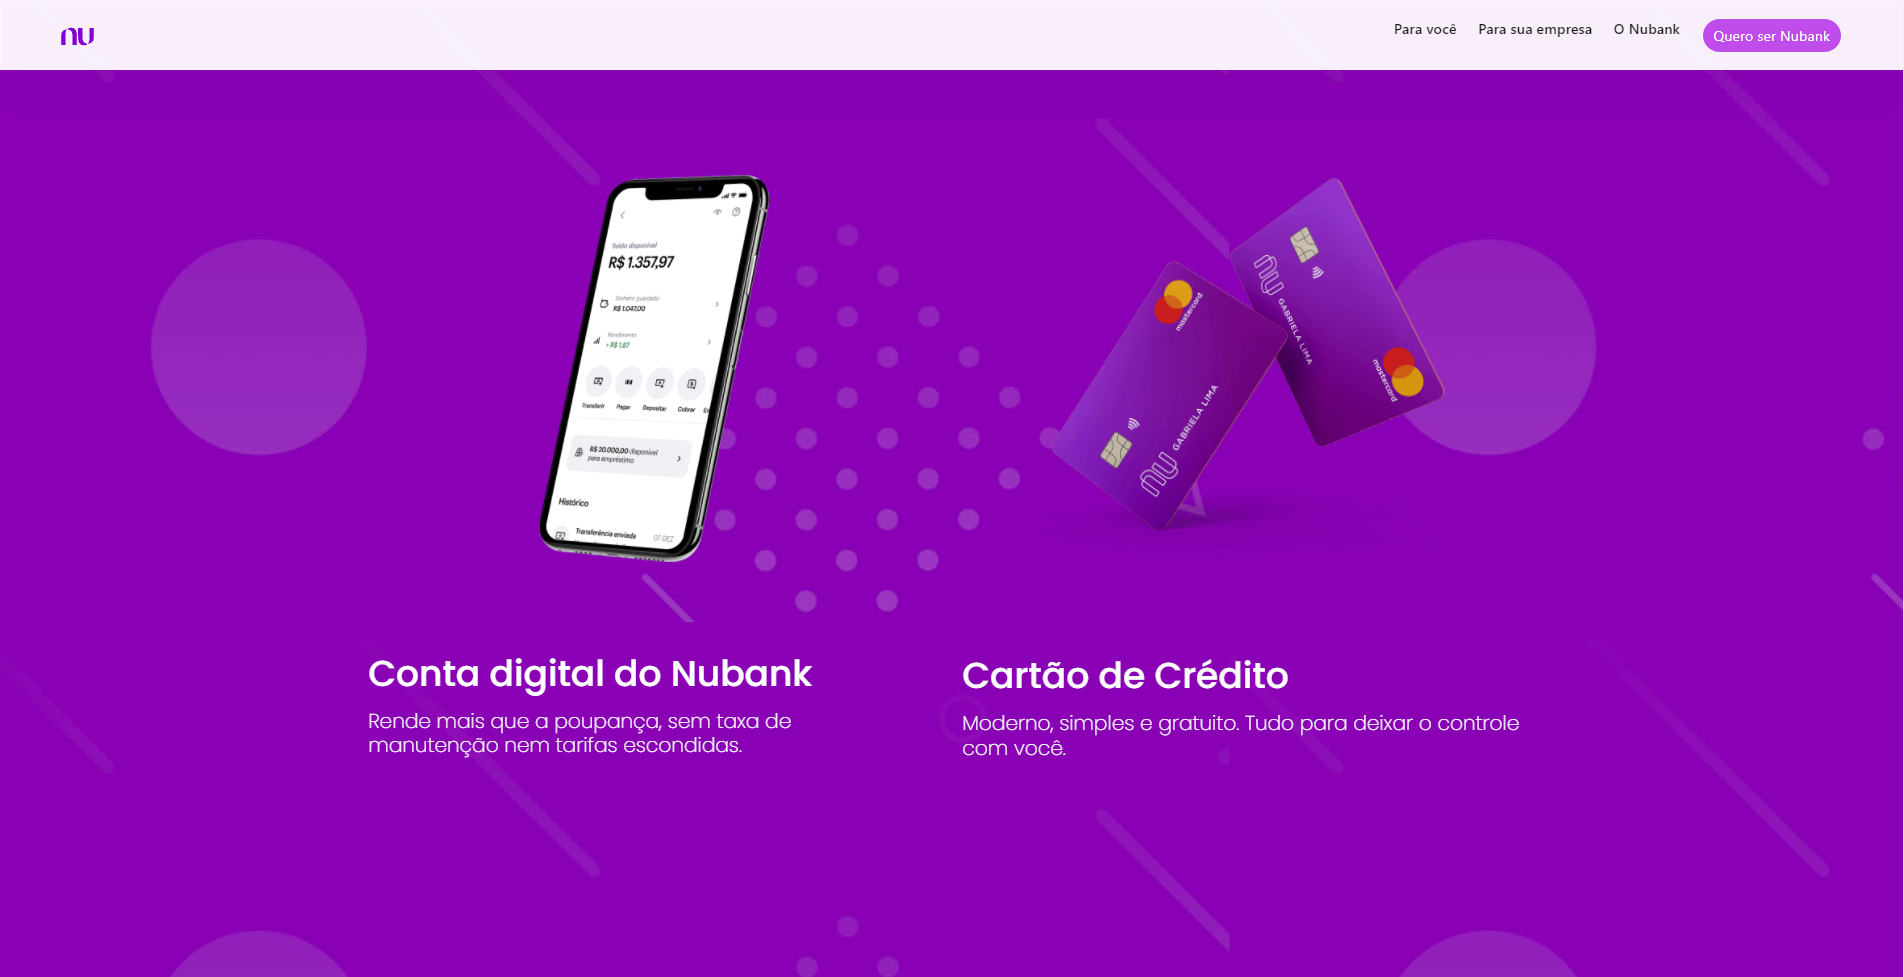 nu
Para você
Para sua empresa
O Nubank
Quero ser Nubank
Saldo disponível
R$ 1.357,97
Dinheiro guardado
R$ 1.047,00
Rendimento
+ R$ 1,87
Transferir
Pagar
Depositar
Cobrar
R$ 20.000,00 disponível
para empréstimo
Histórico
Transferência enviada
07 DEZ
mastercard
nu GABRIELA LIMA
nu GABRIELA LIMA
mastercard
Conta digital do Nubank
Rende mais que a poupança, sem taxa de
manutenção nem tarifas escondidas.
Cartão de Crédito
Moderno, simples e gratuito. Tudo para deixar o controle
com você.